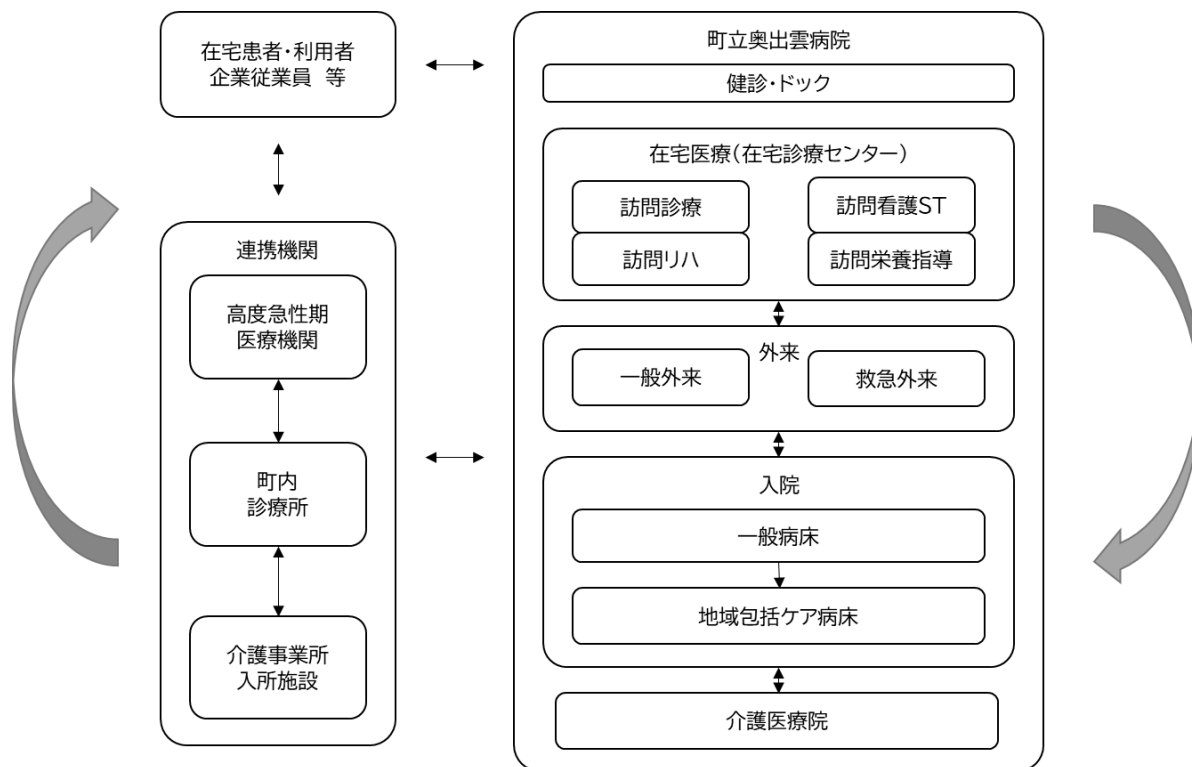 在宅患者・利用者
企業従業員 等
連携機関
高度急性期
医療機関
町内
診療所
介護事業所
入所施設
町立奥出雲病院
健診・ドック
在宅医療(在宅診療センター)
訪問診療
訪問看護ST
訪問リハ
訪問栄養指導
外来
一般外来
救急外来
入院
一般病床
地域包括ケア病床
介護医療院